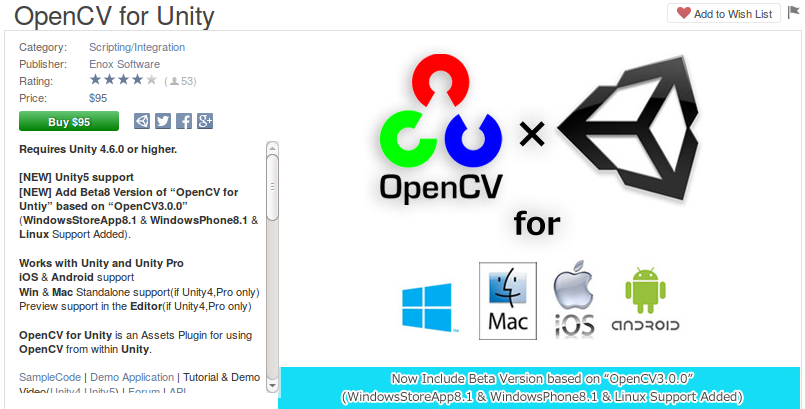 OpenCV for Unity
Add to Wish List
Category: Scripting/Integration
Publisher: Enox Software
Rating: (53)
Price: $95
Buy $95
Requires Unity 4.6.0 or higher.
[NEW] Unity5 support
[NEW] Add Beta8 Version of “OpenCV for
Untiy” based on “OpenCV3.0.0”
(WindowsStoreApp8.1 & WindowsPhone8.1 &
Linux Support Added).
Works with Unity and Unity Pro
iOS & Android support
Win & Mac Standalone support(if Unity4,Pro only)
Preview support in the Editor(if Unity4,Pro only)
OpenCV for Unity is an Assets Plugin for using
OpenCV from within Unity.
SampleCode | Demo Application | Tutorial & Demo
Video(Unity4,Unity5) | Forum | API
OpenCV
×
for
Mac
iOS
ANDROID
Now Include Beta Version based on “OpenCV3.0.0”
(WindowsStoreApp8.1 & WindowsPhone8.1 & Linux Support Added)